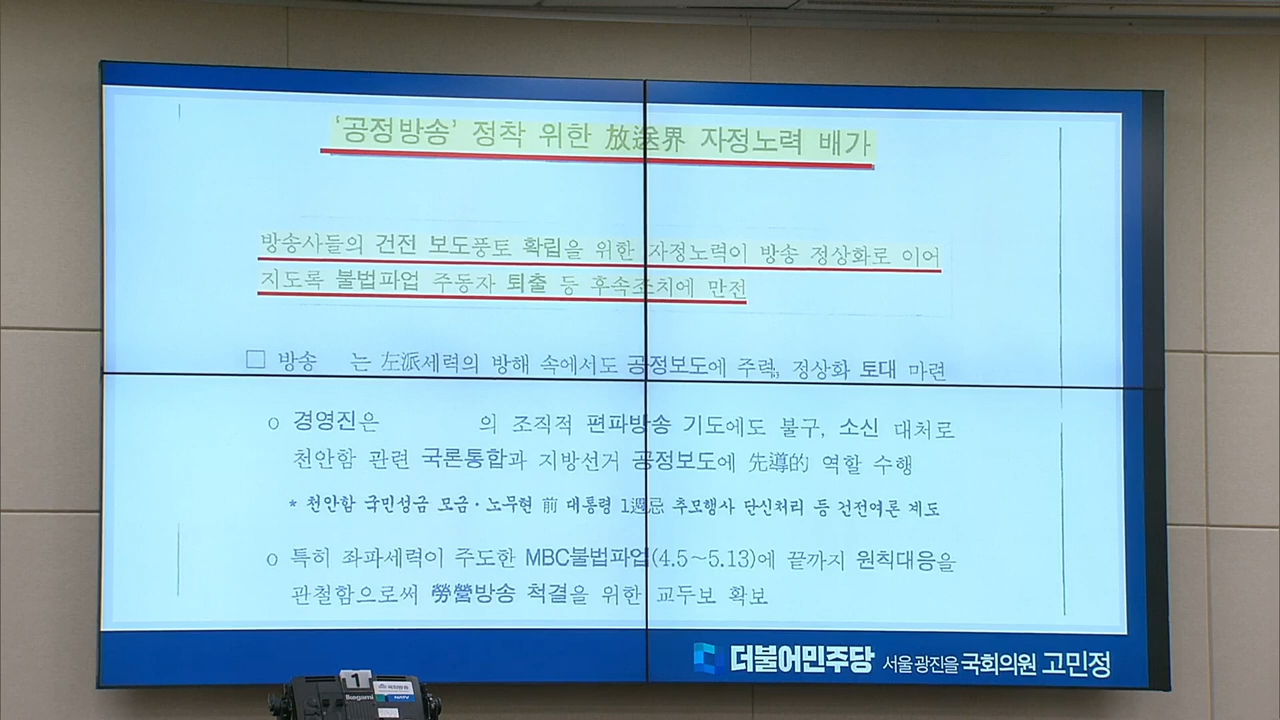 '공정방송' 정착 위한 放送界 자정노력 배가
방송사들의 건전 보도풍토 확립을 위한 자정노력이 방송 정상화로 이어
지도록 불법파업 주동자 퇴출 등 후속조치에 만전
□ 방송 는 左派세력의 방해 속에서도 공정보도에 주력, 정상화 토대 마련
o 경영진은 의 조직적 편파방송 기도에도 불구, 소신 대처로
천안함 관련 국론통합과 지방선거 공정보도에 先導的 역할 수행
* 천안함 국민성금 모금·노무현 前 대통령 1週忌 추모행사 단신처리 등 건전여론 계도
o 특히 좌파세력이 주도한 MBC불법파업(4.5~5.13)에 끝까지 원칙대응을
관철함으로써 勞營방송 척결을 위한 교두보 확보
더불어민주당 서울 광진을 국회의원 고민정
1
Ikegami
NATV